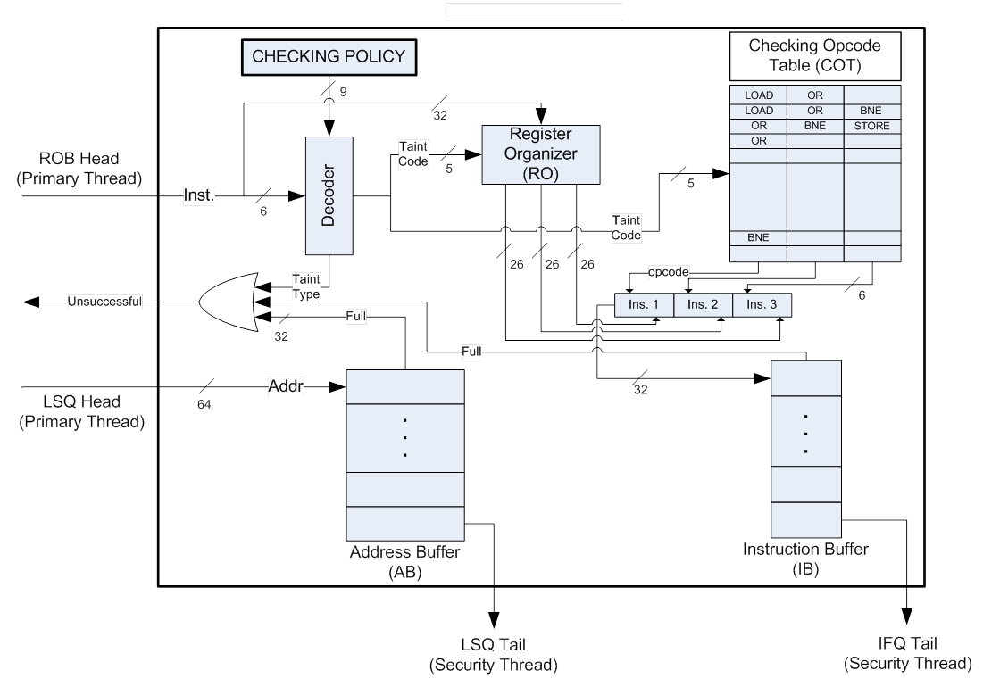 CHECKING POLICY
9
32
Checking Opcode
Table (COT)
LOAD OR
LOAD OR BNE
OR BNE STORE
OR
BNE
ROB Head
(Primary Thread)
Inst.
6
Decoder
Taint
Code
5
Register
Organizer
(RO)
Taint
Code
5
26 26 26
opcode
6
Ins. 1 Ins. 2 Ins. 3
Unsuccessful
Taint
Type
Full
32
Full
LSQ Head
(Primary Thread)
64
Addr
32
Address Buffer
(AB)
Instruction Buffer
(IB)
LSQ Tail
(Security Thread)
IFQ Tail
(Security Thread)